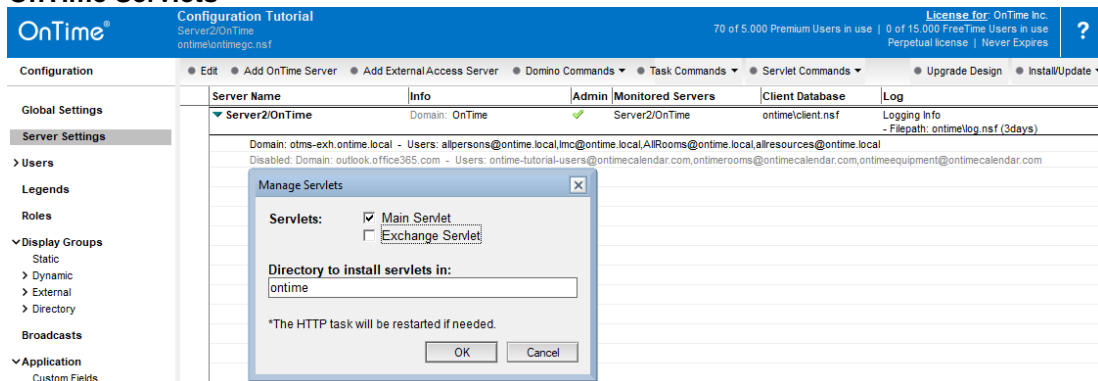 OnTime Servlets
OnTime®
Configuration Tutorial
Server2/OnTime
ontime\ontimegc.nsf
License for: OnTime Inc.
70 of 5.000 Premium Users in use | 0 of 15.000 FreeTime Users in use
Perpetual license | Never Expires
?
Configuration
Edit Add OnTime Server Add External Access Server Domino Commands Task Commands Servlet Commands Upgrade Design Install/Update
Global Settings
Server Settings
Users
Legends
Roles
Display Groups
Static
Dynamic
External
Directory
Broadcasts
Application
Custom Fields
Server Name Info Admin Monitored Servers Client Database Log
Server2/OnTime Domain: OnTime Server2/OnTime ontime\client.nsf Logging Info
- Filepath: ontime\log.nsf (3days)
Domain: otms-exh.ontime.local - Users: allpersons@ontime.local,lmc@ontime.local,AllRooms@ontime.local,allresources@ontime.local
Disabled: Domain: outlook.office365.com - Users: ontime-tutorial-users@ontimecalendar.com,ontimerooms@ontimecalendar.com,ontimeequipment@ontimecalendar.com
Manage Servlets
Servlets: Main Servlet
Exchange Servlet
Directory to install servlets in:
ontime
*The HTTP task will be restarted if needed.
OK Cancel